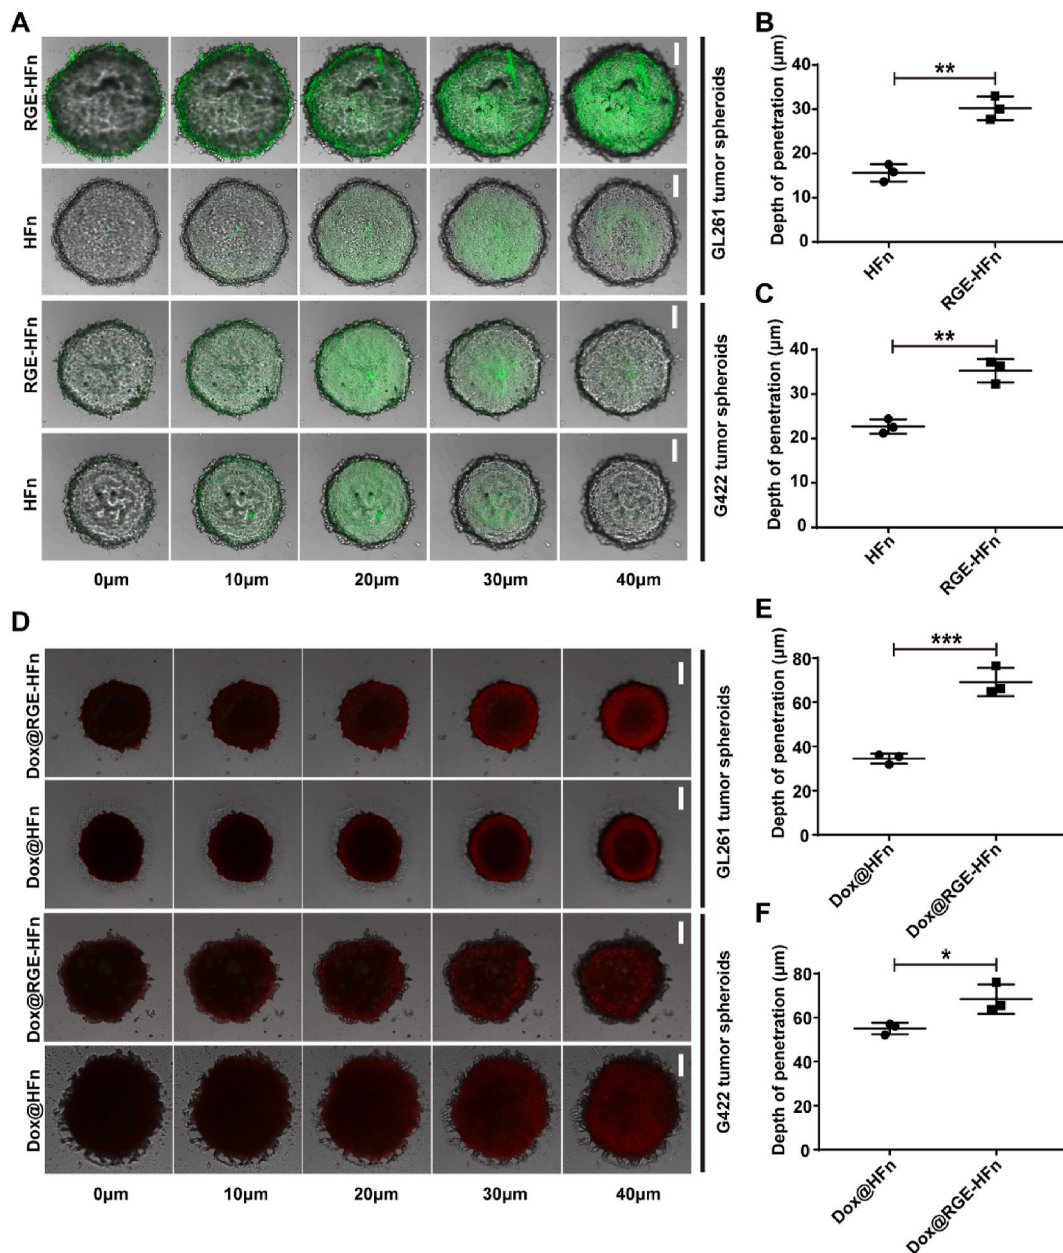 A
RGE-HFn
HFn
RGE-HFn
HFn
GL261 tumor spheroids
G422 tumor spheroids
0μm 10μm 20μm 30μm 40μm
B
Depth of penetration (μm)
40
30
20
10
0
**
HFn
RGE-HFn
C
Depth of penetration (μm)
40
30
20
10
0
**
HFn
RGE-HFn
D
Dox@RGE-HFn
Dox@HFn
Dox@RGE-HFn
Dox@HFn
GL261 tumor spheroids
G422 tumor spheroids
0μm 10μm 20μm 30μm 40μm
E
Depth of penetration (μm)
80
60
40
20
0
***
Dox@HFn
Dox@RGE-HFn
F
Depth of penetration (μm)
80
60
40
20
0
*
Dox@HFn
Dox@RGE-HFn